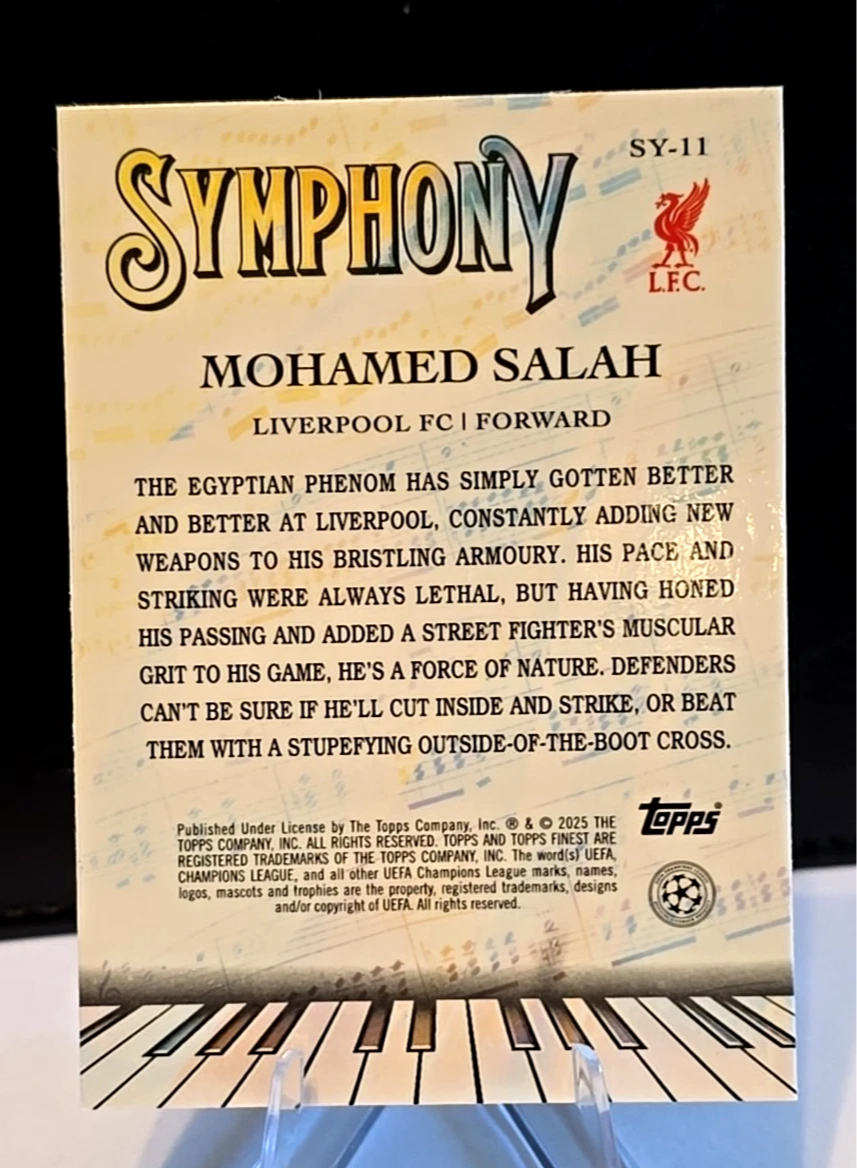 SYMPHONY
SY-11
L.F.C.
MOHAMED SALAH
LIVERPOOL FC | FORWARD
THE EGYPTIAN PHENOM HAS SIMPLY GOTTEN BETTER
AND BETTER AT LIVERPOOL, CONSTANTLY ADDING NEW
WEAPONS TO HIS BRISTLING ARMOURY. HIS PACE AND
STRIKING WERE ALWAYS LETHAL, BUT HAVING HONED
HIS PASSING AND ADDED A STREET FIGHTER'S MUSCULAR
GRIT TO HIS GAME, HE'S A FORCE OF NATURE. DEFENDERS
CAN'T BE SURE IF HE'LL CUT INSIDE AND STRIKE, OR BEAT
THEM WITH A STUPEFYING OUTSIDE-OF-THE-BOOT CROSS.
Published Under License by The Topps Company, Inc. ® & © 2025 THE
TOPPS COMPANY, INC. ALL RIGHTS RESERVED. TOPPS AND TOPPS FINEST ARE
REGISTERED TRADEMARKS OF THE TOPPS COMPANY, INC. The word(s) UEFA,
CHAMPIONS LEAGUE, and all other UEFA Champions League marks, names,
logos, mascots and trophies are the property, registered trademarks, designs
and/or copyright of UEFA. All rights reserved.
topps